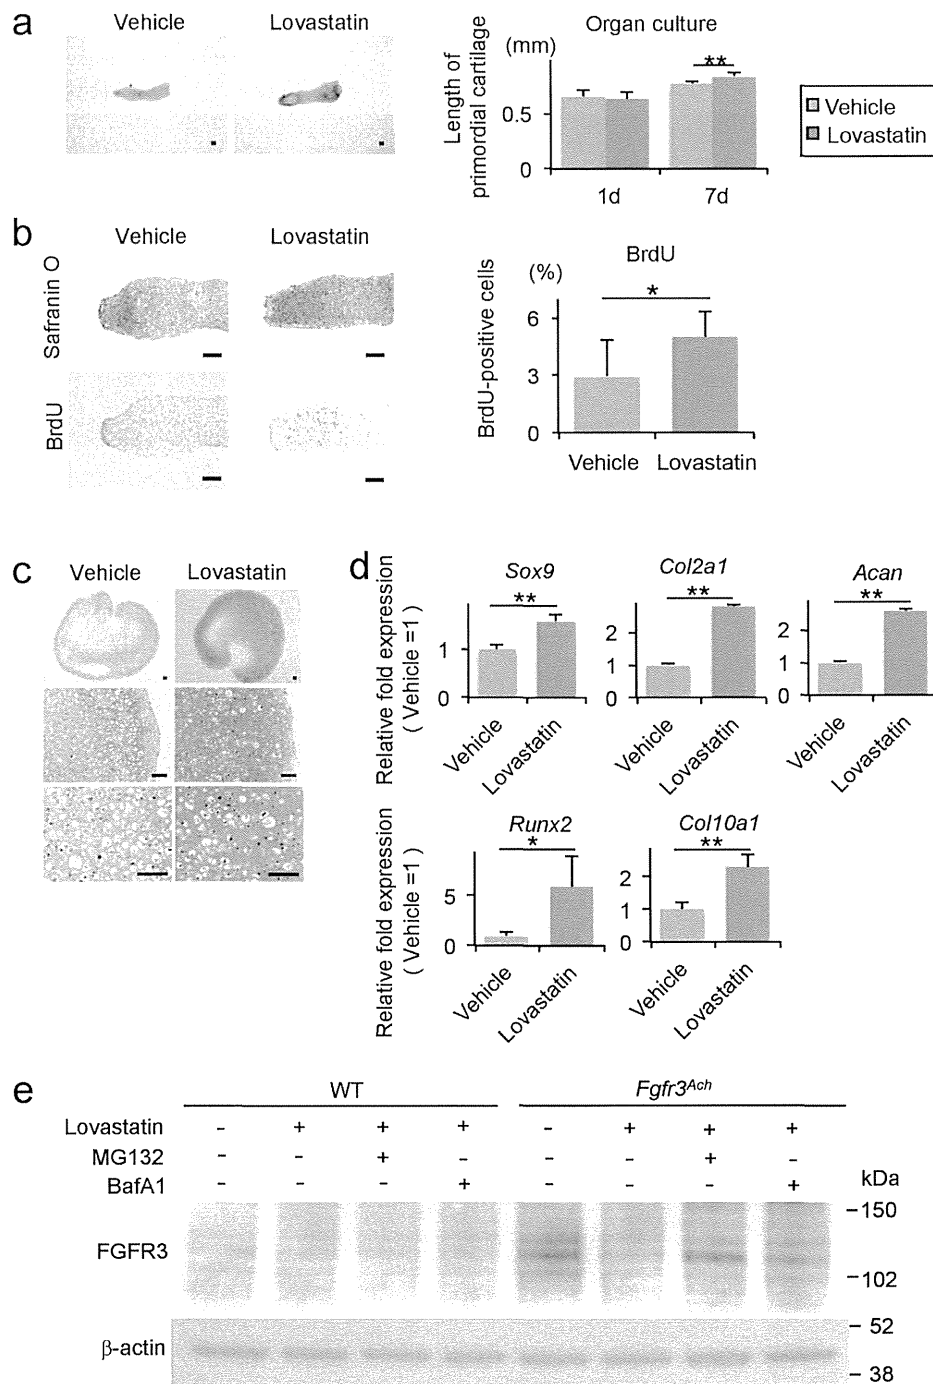 a
Vehicle
Lovastatin
Organ culture
(mm)
Length of
primordial cartilage
0.5
0
**
1d
7d
Vehicle
Lovastatin
b
Vehicle
Lovastatin
Safranin O
BrdU
BrdU
(%)
BrdU-positive cells
*
6
3
0
Vehicle
Lovastatin
c
Vehicle
Lovastatin
d
Relative fold expression
( Vehicle =1 )
Sox9
**
1
0
Vehicle
Lovastatin
Col2a1
**
2
1
0
Vehicle
Lovastatin
Acan
**
2
1
0
Vehicle
Lovastatin
Relative fold expression
( Vehicle =1 )
Runx2
*
5
0
Vehicle
Lovastatin
Col10a1
**
2
1
0
Vehicle
Lovastatin
e
WT
Fgfr3Ach
Lovastatin - + + + - + + +
MG132 - - + - - - + -
BafA1 - - - + - - - +
kDa
FGFR3
150
102
β-actin
52
38